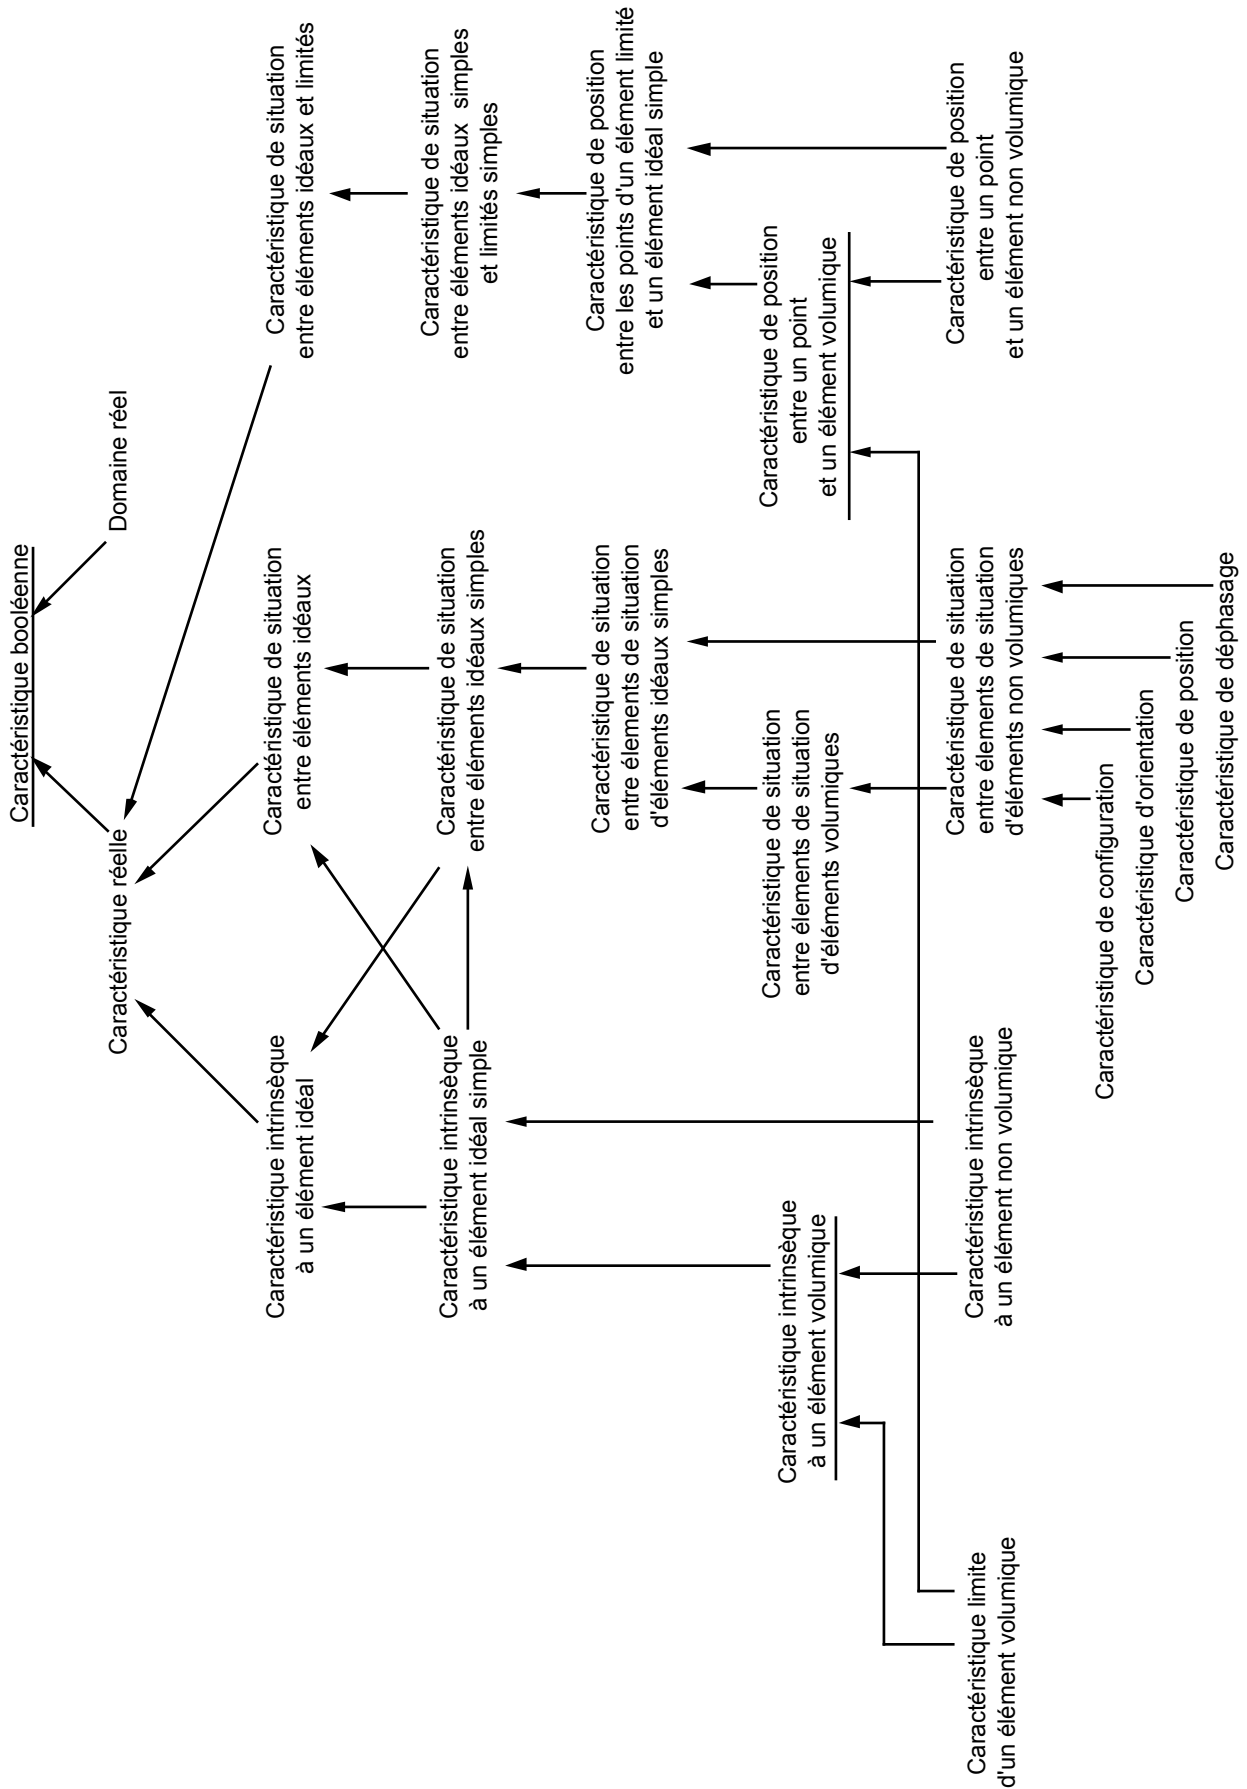 Caractéristique booléenne
Caractéristique réelle
Domaine réel
Caractéristique intrinsèque
à un élément idéal
Caractéristique de situation
entre éléments idéaux
Caractéristique de situation
entre éléments idéaux et limités
Caractéristique intrinsèque
à un élément idéal simple
Caractéristique de situation
entre éléments idéaux simples
Caractéristique de situation
entre éléments idéaux simples
et limités simples
Caractéristique de situation
entre élements de situation
d'éléments idéaux simples
Caractéristique de position
entre les points d'un élément limité
et un élément idéal simple
Caractéristique intrinsèque
à un élément volumique
Caractéristique de situation
entre élements de situation
d'éléments volumiques
Caractéristique de position
entre un point
et un élément volumique
Caractéristique limite
d'un élément volumique
Caractéristique intrinsèque
à un élément non volumique
Caractéristique de situation
entre élements de situation
d'éléments non volumiques
Caractéristique de position
entre un point
et un élément non volumique
Caractéristique de configuration
Caractéristique d'orientation
Caractéristique de position
Caractéristique de déphasage